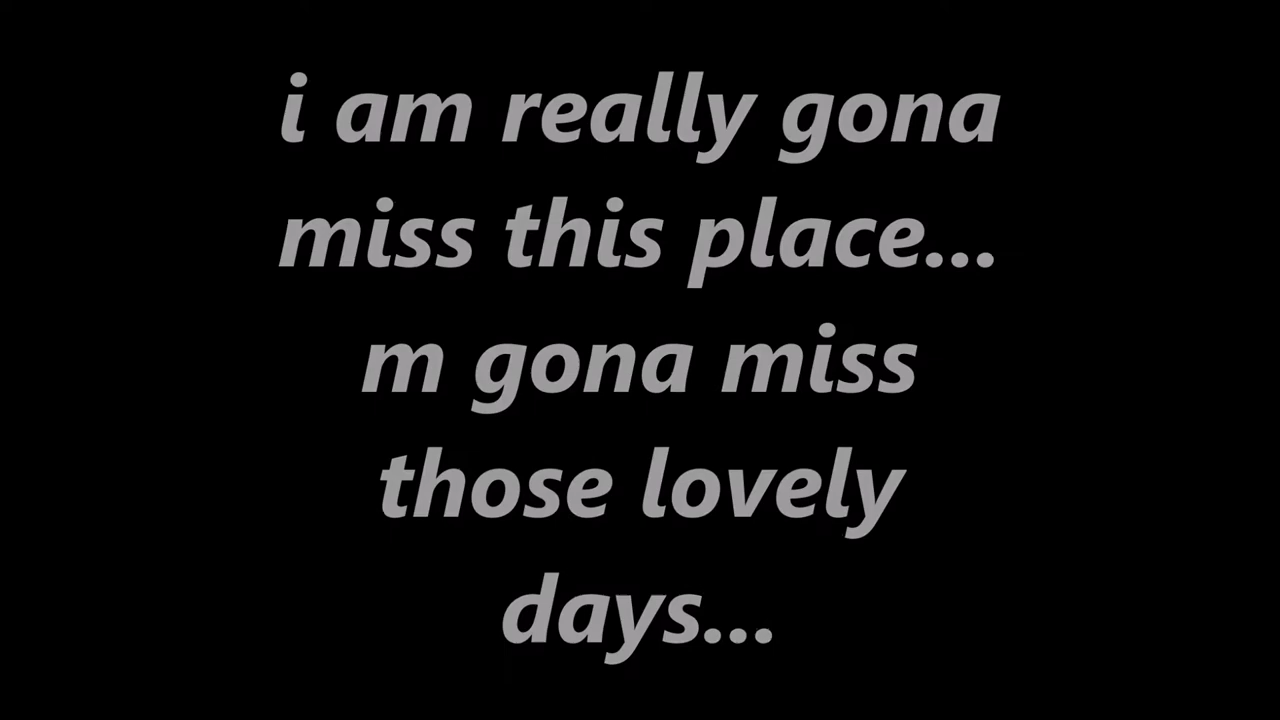 i am really gona
miss this place...
m gona miss
those lovely
days...